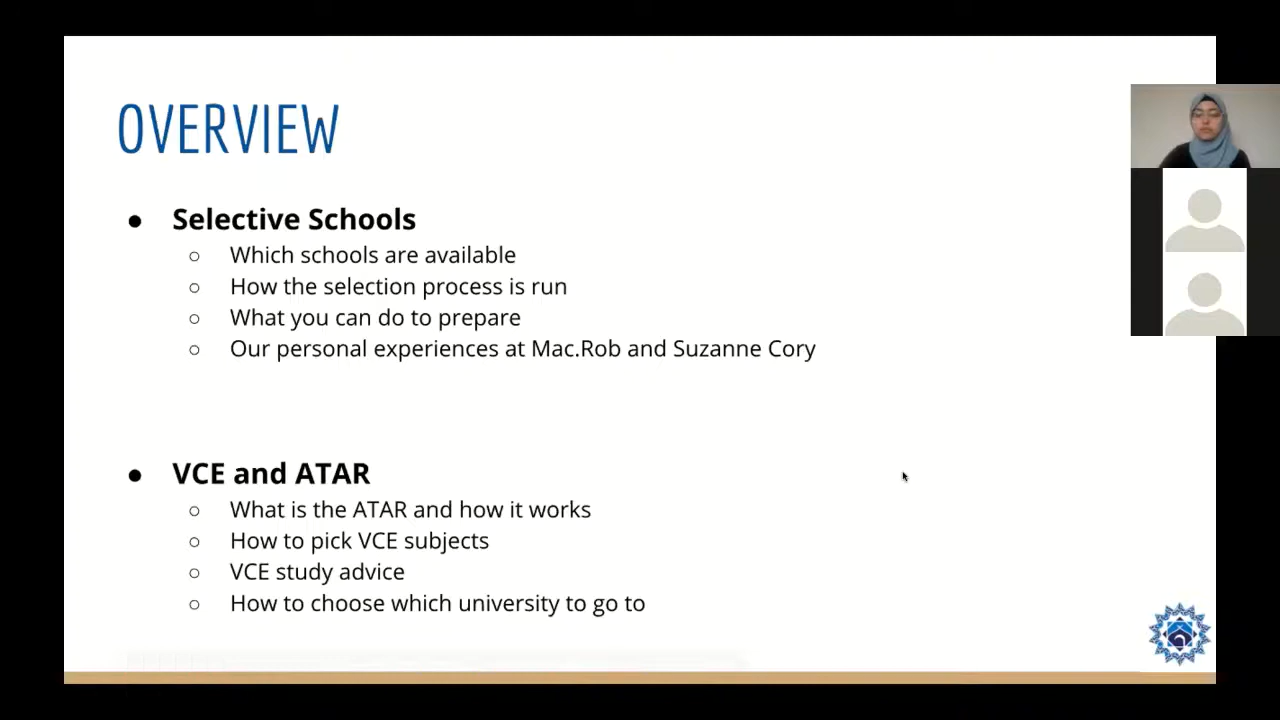 OVERVIEW
● Selective Schools
○ Which schools are available
○ How the selection process is run
○ What you can do to prepare
○ Our personal experiences at Mac.Rob and Suzanne Cory
● VCE and ATAR
○ What is the ATAR and how it works
○ How to pick VCE subjects
○ VCE study advice
○ How to choose which university to go to